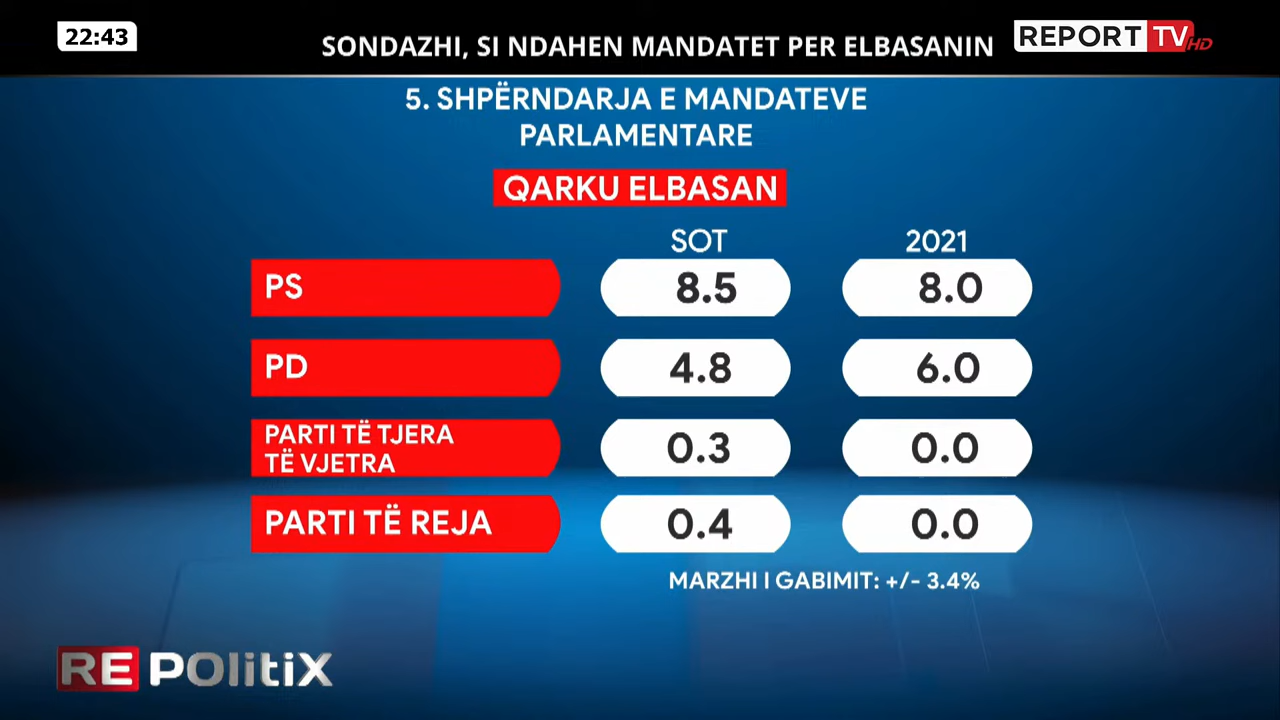 22:43
SONDAZHI, SI NDAHEN MANDATET PER ELBASANIN
REPORT TV HD
5. SHPËRNDARJA E MANDATEVE
PARLAMENTARE
QARKU ELBASAN
SOT 2021
PS 8.5 8.0
PD 4.8 6.0
PARTI TË TJERA
TË VJETRA 0.3 0.0
PARTI TË REJA 0.4 0.0
MARZHI I GABIMIT: +/- 3.4%
RE POlitiX